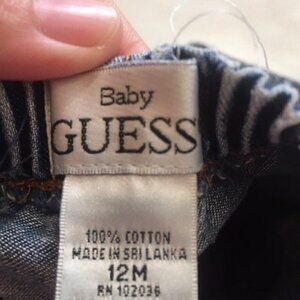 Baby
GUESS
100% COTTON
MADE IN SRI LANKA
12M
RN 102036